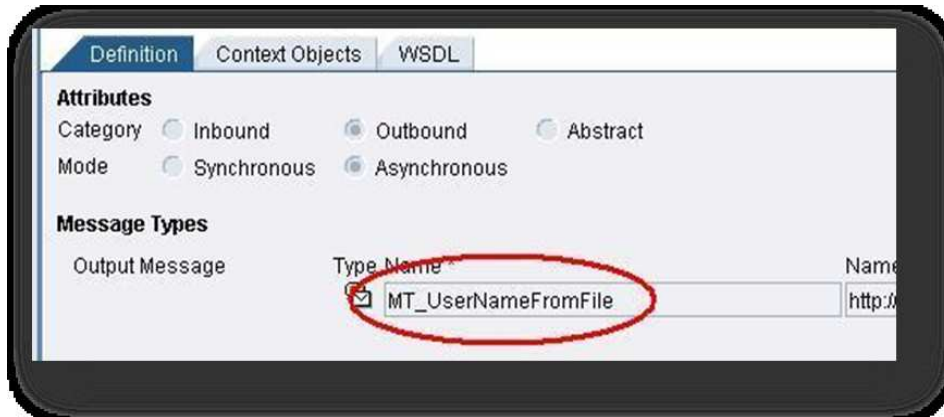 Definition Context Objects WSDL
Attributes
Category Inbound Outbound Abstract
Mode Synchronous Asynchronous
Message Types
Output Message Type Name * Name
MT_UserNameFromFile http://